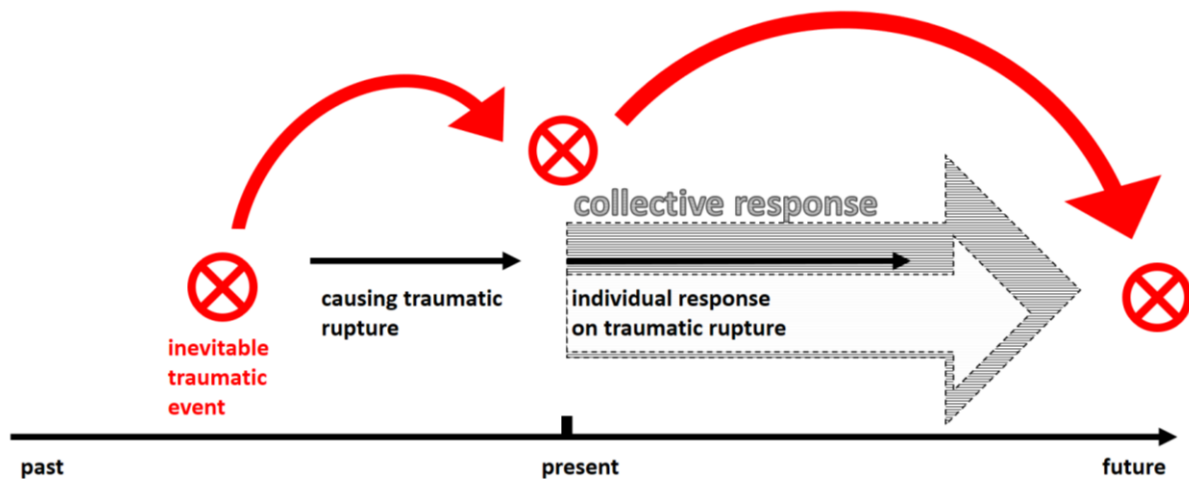 collective response
causing traumatic
rupture
individual response
on traumatic rupture
inevitable
traumatic
event
past
present
future